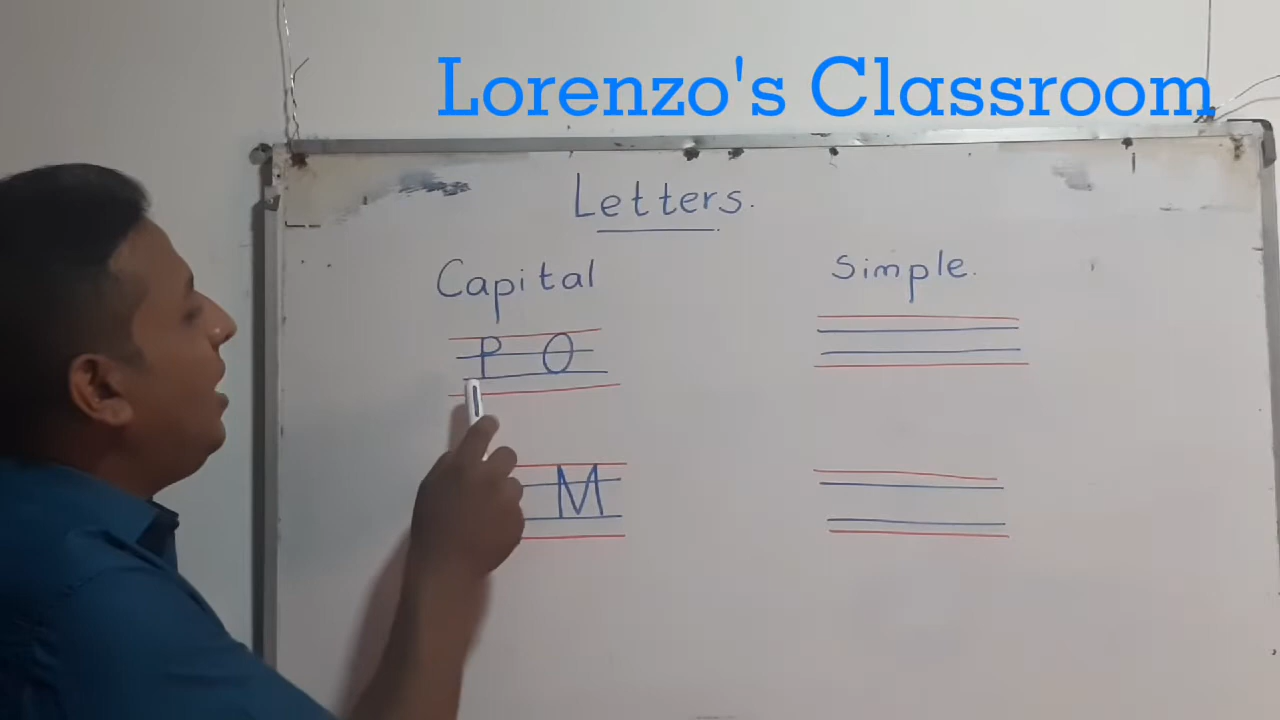 Lorenzo's Classroom
Letters.
Capital
Simple.
P O
M